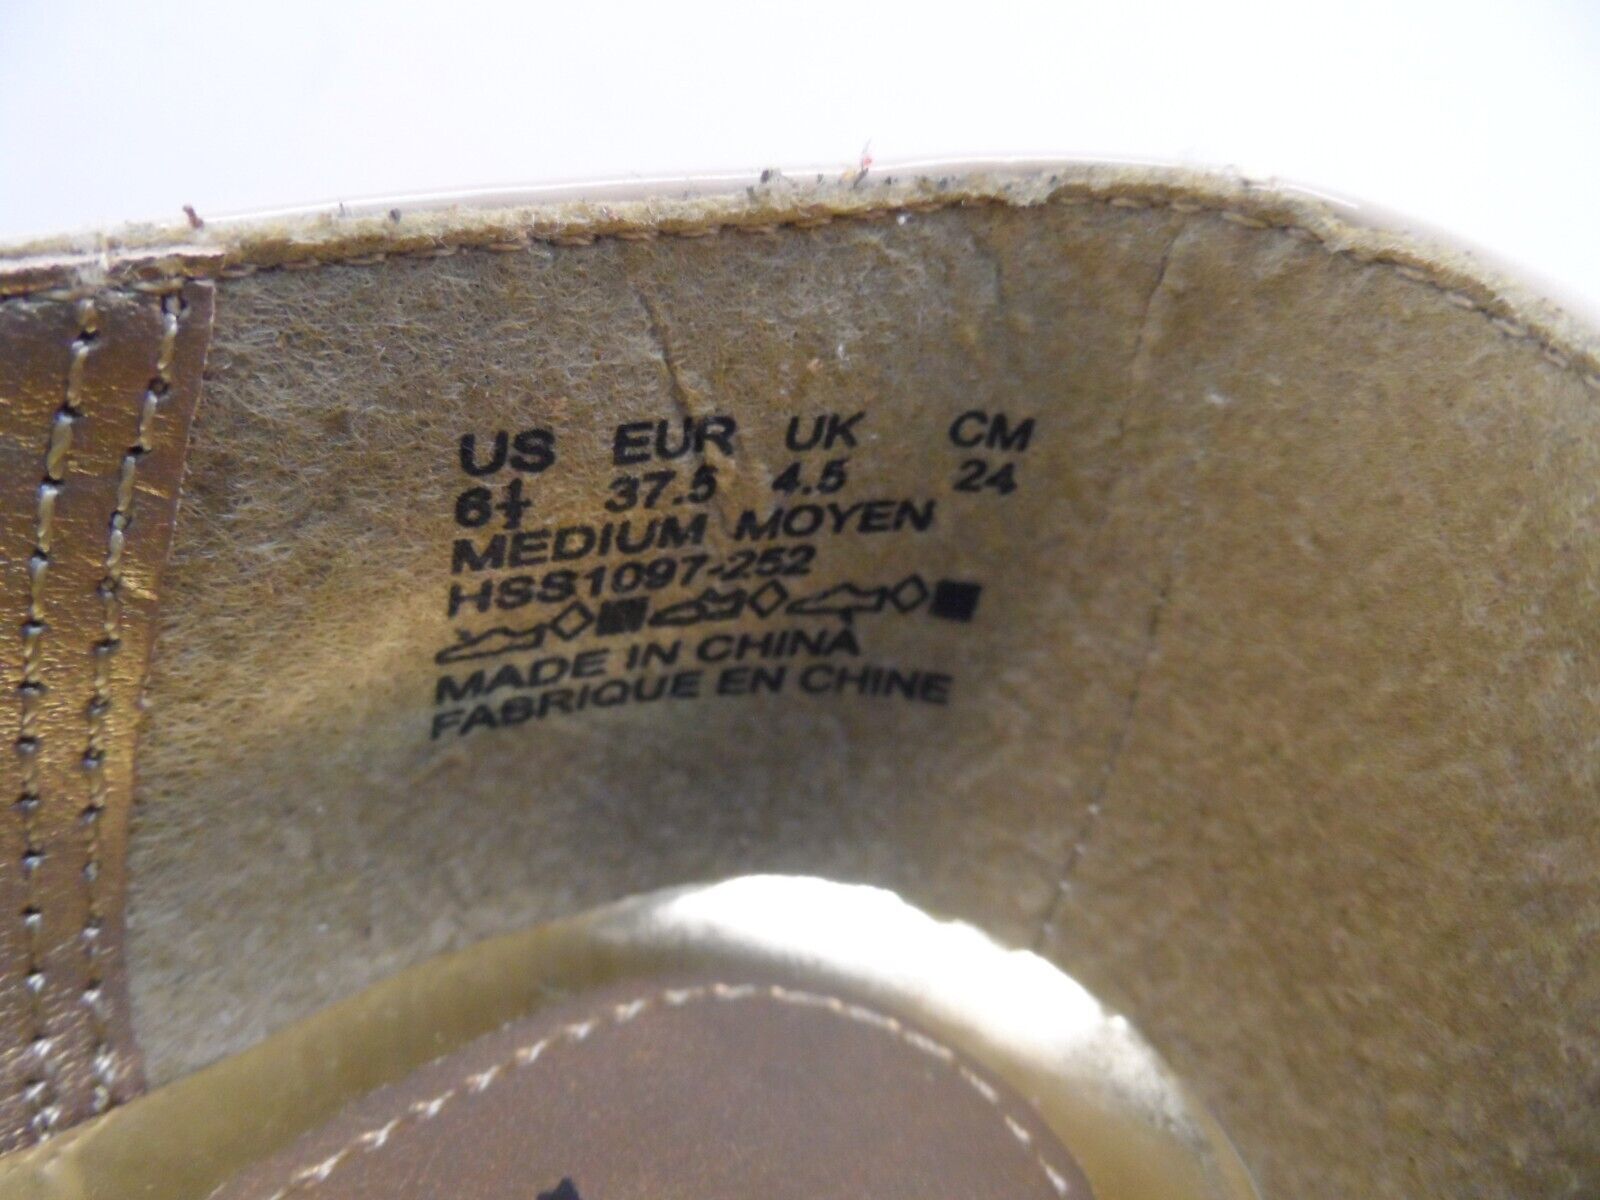 US EUR UK CM
6½ 37.5 4.5 24
MEDIUM MOYEN
HSS1097-252
MADE IN CHINA
FABRIQUE EN CHINE